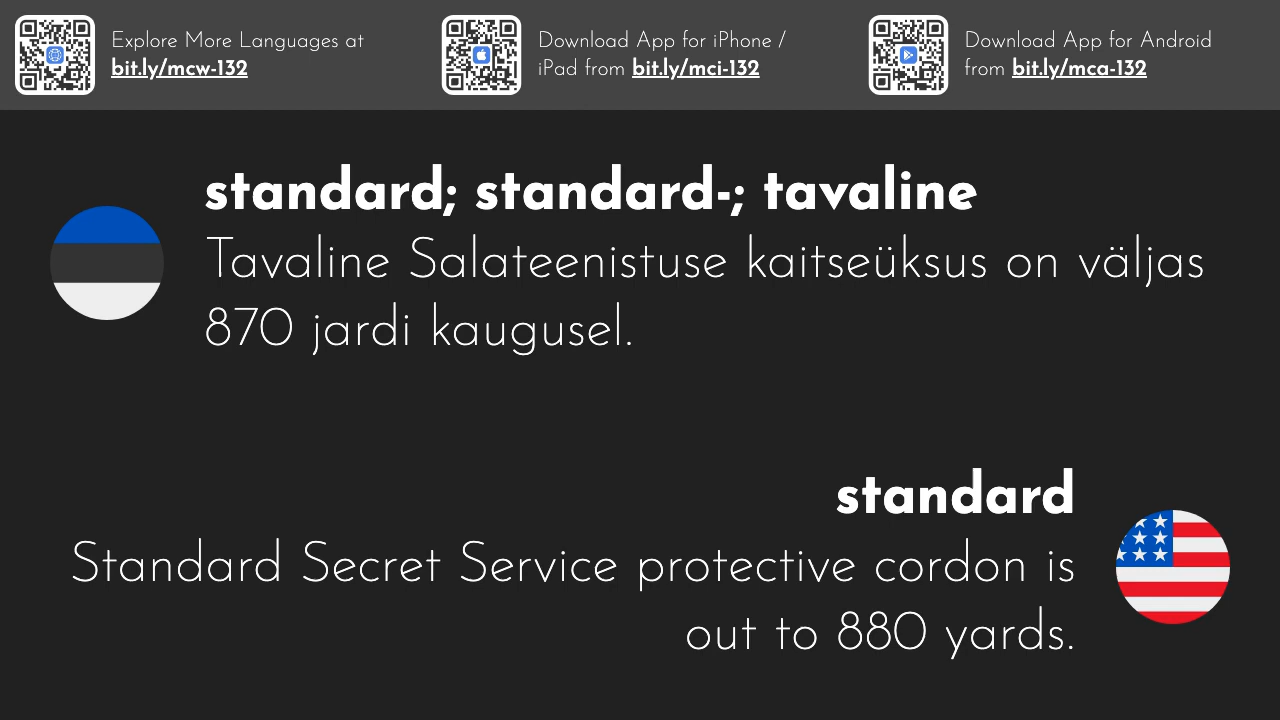 Explore More Languages at
bit.ly/mcw-132
Download App for iPhone /
iPad from bit.ly/mci-132
Download App for Android
from bit.ly/mca-132
standard; standard-; tavaline
Tavaline Salateenistuse kaitseüksus on väljas
870 jardi kaugusel.
standard
Standard Secret Service protective cordon is
out to 880 yards.